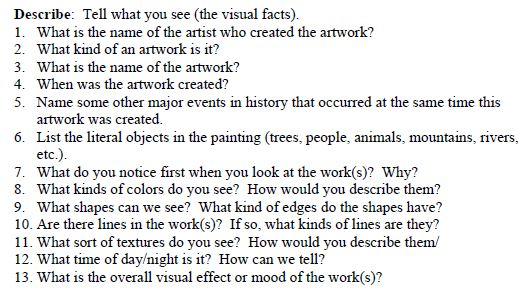 Describe:  Tell what you see (the visual facts).
1.  What is the name of the artist who created the artwork?
2.  What kind of an artwork is it?
3.  What is the name of the artwork?
4.  When was the artwork created?
5.  Name some other major events in history that occurred at the same time this
artwork was created.
6.  List the literal objects in the painting (trees, people, animals, mountains, rivers,
etc.).
7.  What do you notice first when you look at the work(s)?  Why?
8.  What kinds of colors do you see?  How would you describe them?
9.  What shapes can we see?  What kind of edges do the shapes have?
10. Are there lines in the work(s)?  If so, what kinds of lines are they?
11. What sort of textures do you see?  How would you describe them/
12. What time of day/night is it?  How can we tell?
13. What is the overall visual effect or mood of the work(s)?